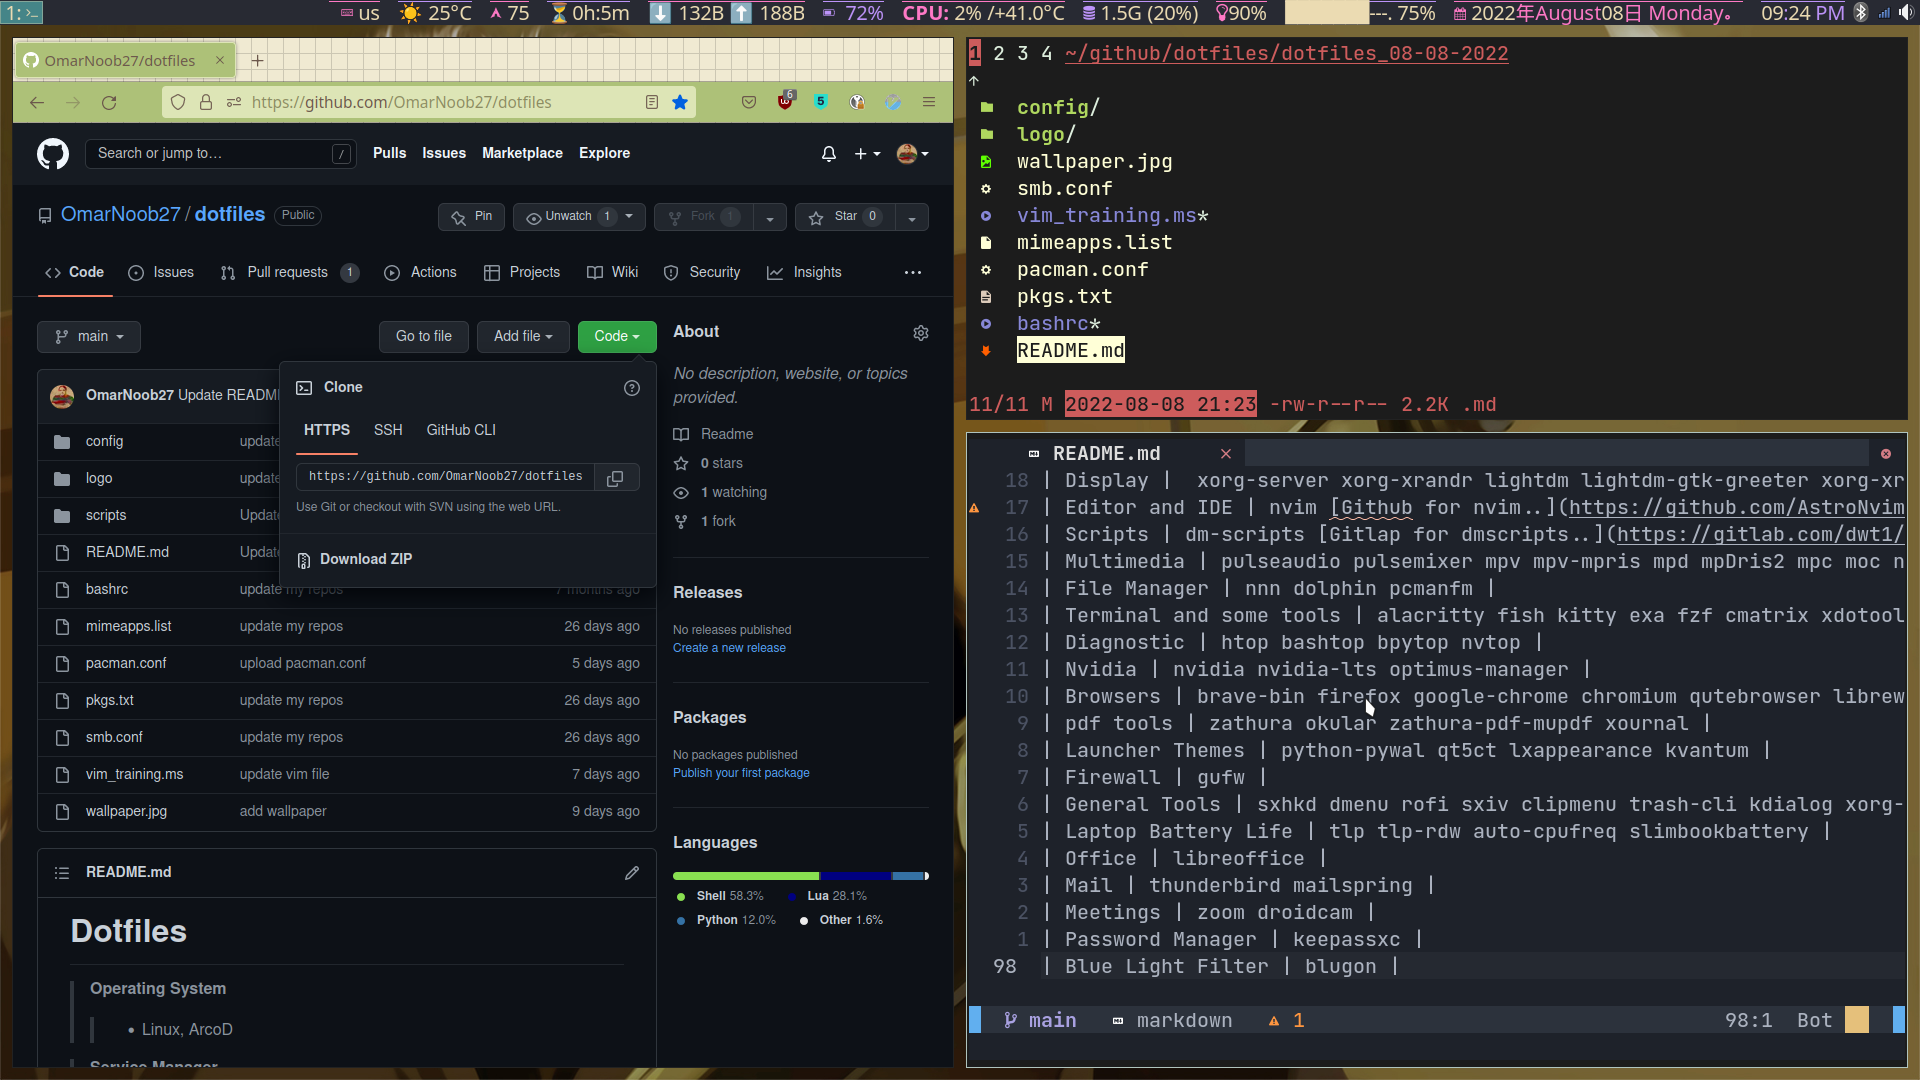 1: >_ us 25°C 75 0h:5m 132B 188B 72% CPU: 2% /+41.0°C 1.5G (20%) 90% ---. 75% 2022年August08日 Monday。 09:24 PM
OmarNoob27/dotfiles × +
https://github.com/OmarNoob27/dotfiles 6 5
Search or jump to… / Pulls Issues Marketplace Explore
OmarNoob27 / dotfiles Public Pin Unwatch 1 Fork 1 Star 0
Code Issues Pull requests 1 Actions Projects Wiki Security Insights ...
main Go to file Add file Code
Clone
HTTPS SSH GitHub CLI
https://github.com/OmarNoob27/dotfiles
Use Git or checkout with SVN using the web URL.
Download ZIP
OmarNoob27 Update README
config update
logo update
scripts Update
README.md Update
bashrc update my repos 7 months ago
mimeapps.list update my repos 26 days ago
pacman.conf upload pacman.conf 5 days ago
pkgs.txt update my repos 26 days ago
smb.conf update my repos 26 days ago
vim_training.ms update vim file 7 days ago
wallpaper.jpg add wallpaper 9 days ago
README.md
Dotfiles
Operating System
• Linux, ArcoD
Service Manager
About
No description, website, or topics
provided.
Readme
0 stars
1 watching
1 fork
Releases
No releases published
Create a new release
Packages
No packages published
Publish your first package
Languages
Shell 58.3% Lua 28.1%
Python 12.0% Other 1.6%
1 2 3 4 ~/github/dotfiles/dotfiles_08-08-2022
↑
config/
logo/
wallpaper.jpg
smb.conf
vim_training.ms*
mimeapps.list
pacman.conf
pkgs.txt
bashrc*
README.md
11/11 M 2022-08-08 21:23 -rw-r--r-- 2.2K .md
README.md ×
18 | Display | xorg-server xorg-xrandr lightdm lightdm-gtk-greeter xorg-xr
17 | Editor and IDE | nvim [Github for nvim..](https://github.com/AstroNvim
16 | Scripts | dm-scripts [Gitlap for dmscripts..](https://gitlab.com/dwt1/
15 | Multimedia | pulseaudio pulsemixer mpv mpv-mpris mpd mpDris2 mpc moc n
14 | File Manager | nnn dolphin pcmanfm |
13 | Terminal and some tools | alacritty fish kitty exa fzf cmatrix xdotool
12 | Diagnostic | htop bashtop bpytop nvtop |
11 | Nvidia | nvidia nvidia-lts optimus-manager |
10 | Browsers | brave-bin firefox google-chrome chromium qutebrowser librew
9 | pdf tools | zathura okular zathura-pdf-mupdf xournal |
8 | Launcher Themes | python-pywal qt5ct lxappearance kvantum |
7 | Firewall | gufw |
6 | General Tools | sxhkd dmenu rofi sxiv clipmenu trash-cli kdialog xorg-
5 | Laptop Battery Life | tlp tlp-rdw auto-cpufreq slimbookbattery |
4 | Office | libreoffice |
3 | Mail | thunderbird mailspring |
2 | Meetings | zoom droidcam |
1 | Password Manager | keepassxc |
98 | Blue Light Filter | blugon |
main markdown 1 98:1 Bot